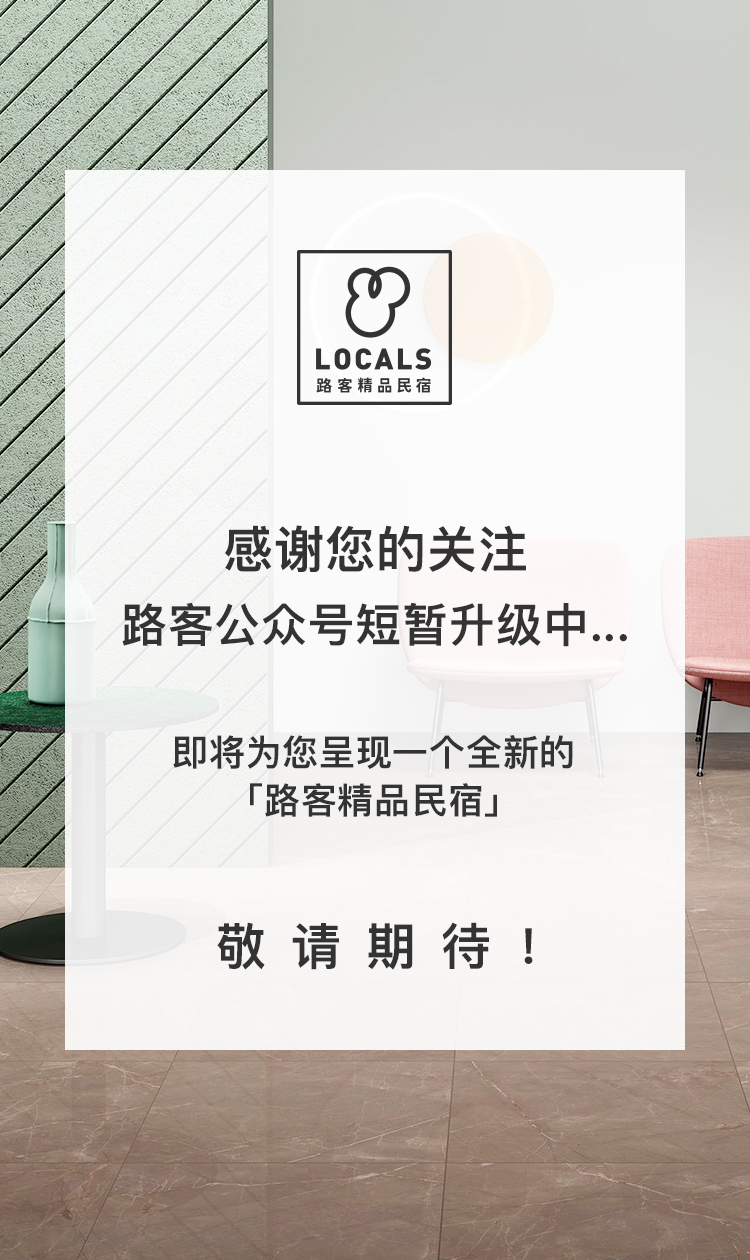 LOCALS
路客精品民宿
感谢您的关注
路客公众号短暂升级中...
即将为您呈现一个全新的
「路客精品民宿」
敬请期待！